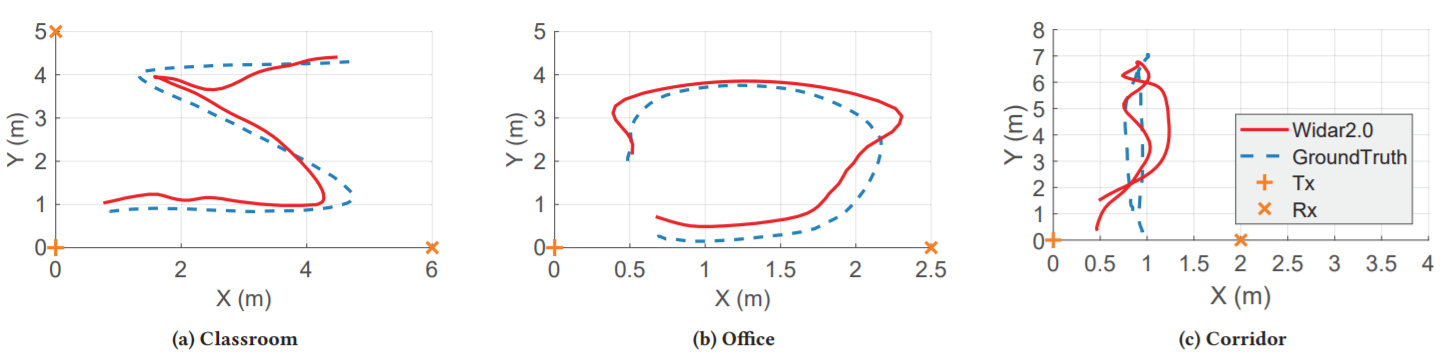 5
4
3
2
1
0
Y (m)
0 2 4 6
X (m)
(a) Classroom
5
4
3
2
1
0
Y (m)
0 0.5 1 1.5 2 2.5
X (m)
(b) Office
8
7
6
5
4
3
2
1
0
Y (m)
Widar2.0
GroundTruth
Tx
Rx
0 0.5 1 1.5 2 2.5 3 3.5 4
X (m)
(c) Corridor